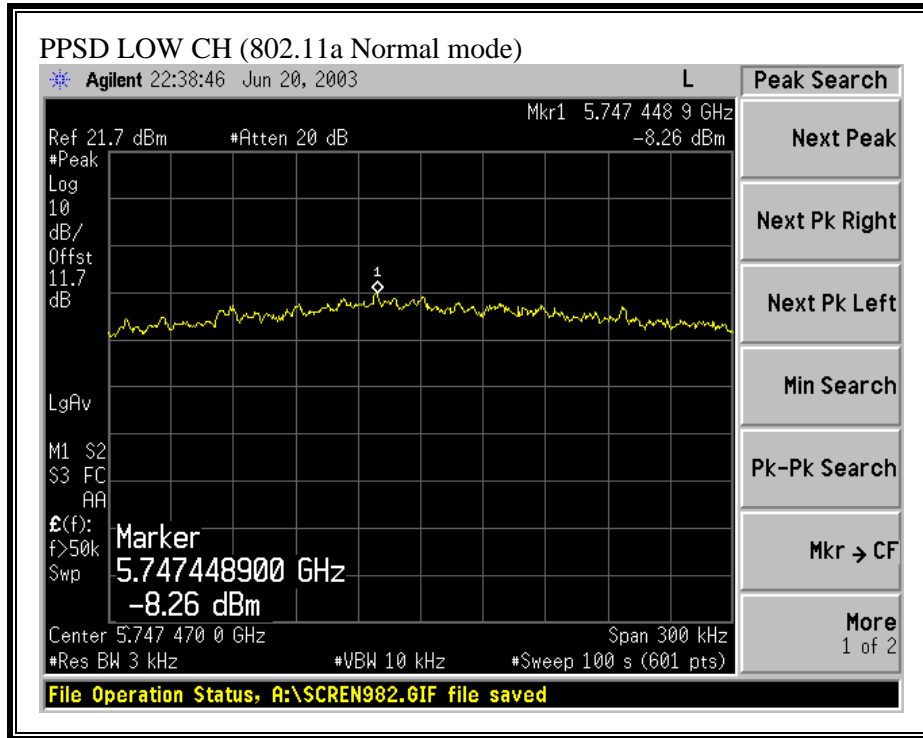 PPSD LOW CH (802.11a Normal mode)
Agilent 22:38:46 Jun 20, 2003 L
Peak Search
Mkr1 5.747 448 9 GHz
Ref 21.7 dBm #Atten 20 dB -8.26 dBm
#Peak
Log
10
dB/
Offst
11.7
dB
1
LgAv
M1 S2
S3 FC
AA
£(f):
f>50k
Swp
Marker
5.747448900 GHz
-8.26 dBm
Center 5.747 470 0 GHz Span 300 kHz
#Res BW 3 kHz #VBW 10 kHz #Sweep 100 s (601 pts)
File Operation Status, A:\SCREN982.GIF file saved
Next Peak
Next Pk Right
Next Pk Left
Min Search
Pk-Pk Search
Mkr → CF
More
1 of 2